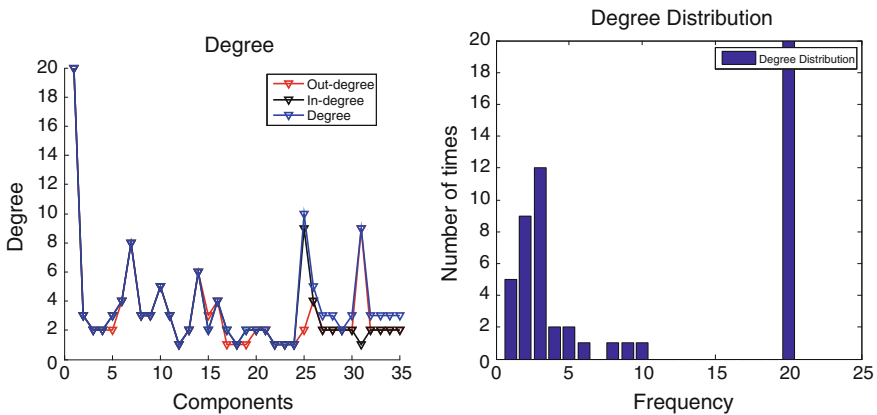 Degree
20
18
16
14
12
10
8
6
4
2
0
Degree
0 5 10 15 20 25 30 35
Components
Out-degree
In-degree
Degree
Degree Distribution
20
18
16
14
12
10
8
6
4
2
0
Number of times
0 5 10 15 20 25
Frequency
Degree Distribution